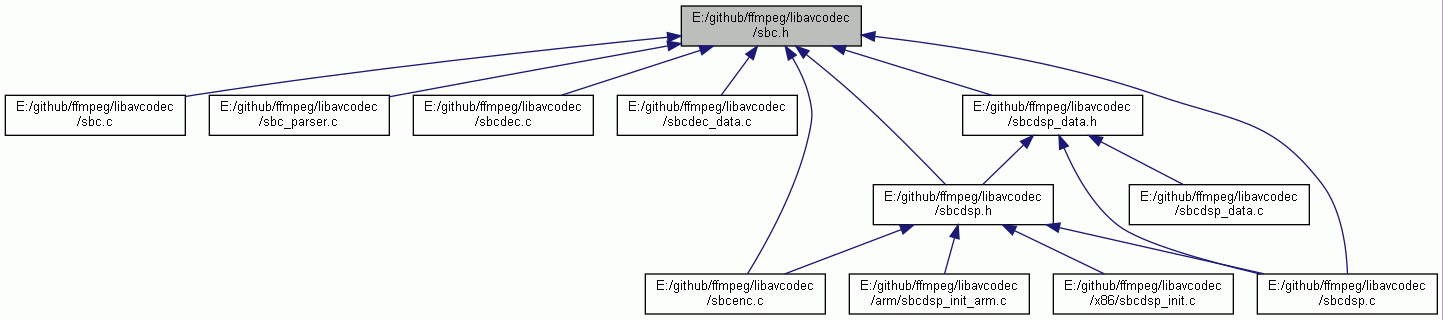 E:/github/ffmpeg/libavcodec
/sbc.h
E:/github/ffmpeg/libavcodec
/sbc.c
E:/github/ffmpeg/libavcodec
/sbc_parser.c
E:/github/ffmpeg/libavcodec
/sbcdec.c
E:/github/ffmpeg/libavcodec
/sbcdec_data.c
E:/github/ffmpeg/libavcodec
/sbcdsp_data.h
E:/github/ffmpeg/libavcodec
/sbcdsp.h
E:/github/ffmpeg/libavcodec
/sbcdsp_data.c
E:/github/ffmpeg/libavcodec
/sbcenc.c
E:/github/ffmpeg/libavcodec
/arm/sbcdsp_init_arm.c
E:/github/ffmpeg/libavcodec
/x86/sbcdsp_init.c
E:/github/ffmpeg/libavcodec
/sbcdsp.c